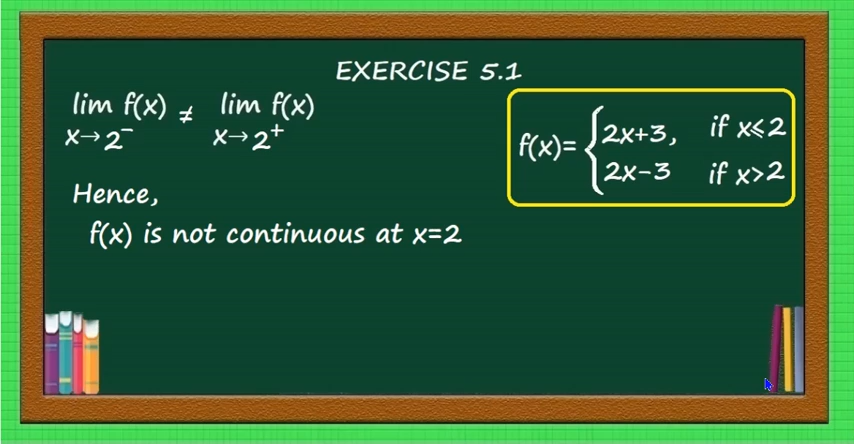 EXERCISE 5.1
lim f(x) ≠ lim f(x)
x→2⁻ x→2⁺
f(x)= { 2x+3, if x⩽2
2x−3 if x>2
Hence,
f(x) is not continuous at x=2